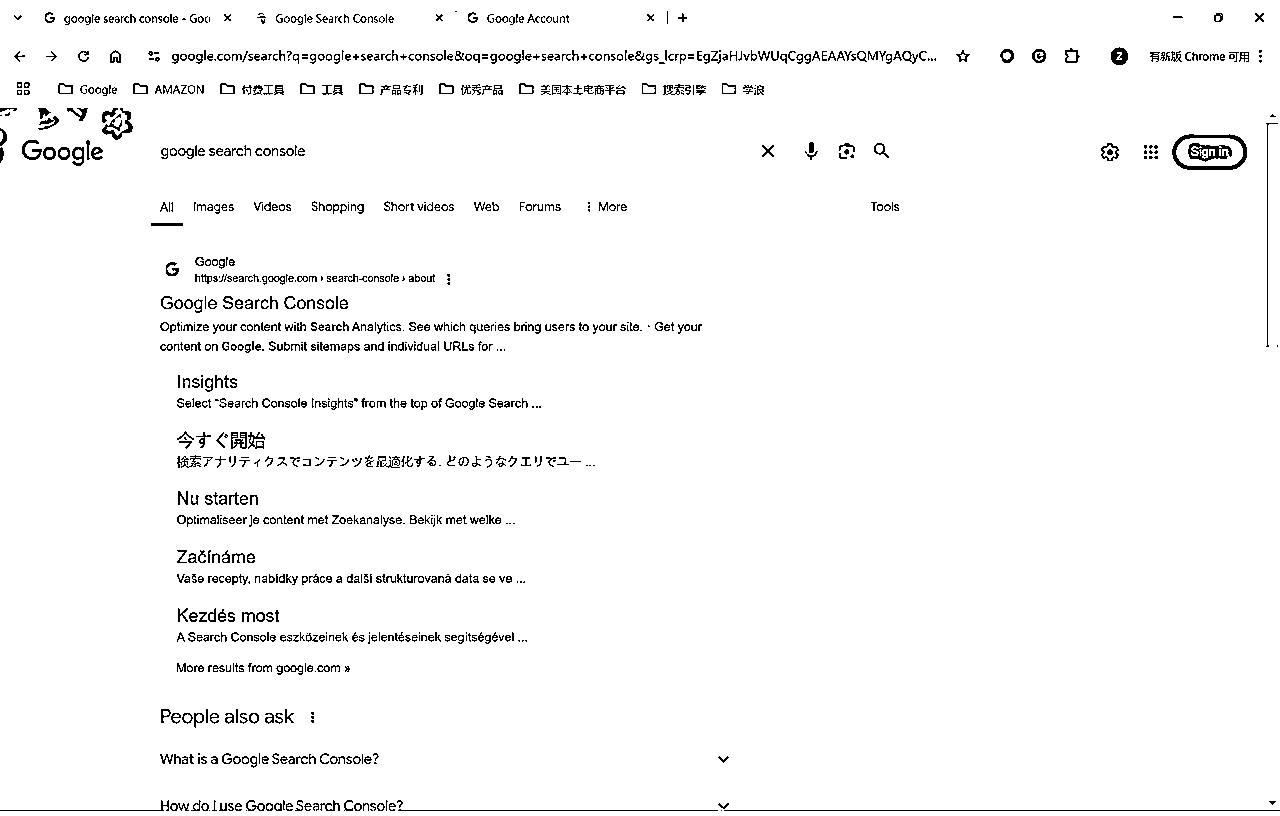 google search console - Goo
Google Search Console
Google Account
google.com/search?q=google+search+console&oq=google+search+console&gs_lcrp=EgZjaHJvbWUqCggAEAAYsQMYgAQyC...
有新版 Chrome 可用
Google
AMAZON
付费工具
工具
产品专利
优秀产品
美国本土电商平台
搜索引擎
学浪
Google
google search console
Sign in
All
Images
Videos
Shopping
Short videos
Web
Forums
More
Tools
Google
https://search.google.com › search-console › about
Google Search Console
Optimize your content with Search Analytics. See which queries bring users to your site. · Get your
content on Google. Submit sitemaps and individual URLs for ...
Insights
Select “Search Console Insights” from the top of Google Search ...
今すぐ開始
検索アナリティクスでコンテンツを最適化する. どのようなクエリでユー ...
Nu starten
Optimaliseer je content met Zoekanalyse. Bekijk met welke ...
Začínáme
Vaše recepty, nabídky práce a další strukturovaná data se ve ...
Kezdés most
A Search Console eszközeinek és jelentéseinek segítségével ...
More results from google.com »
People also ask
What is a Google Search Console?
How do I use Google Search Console?